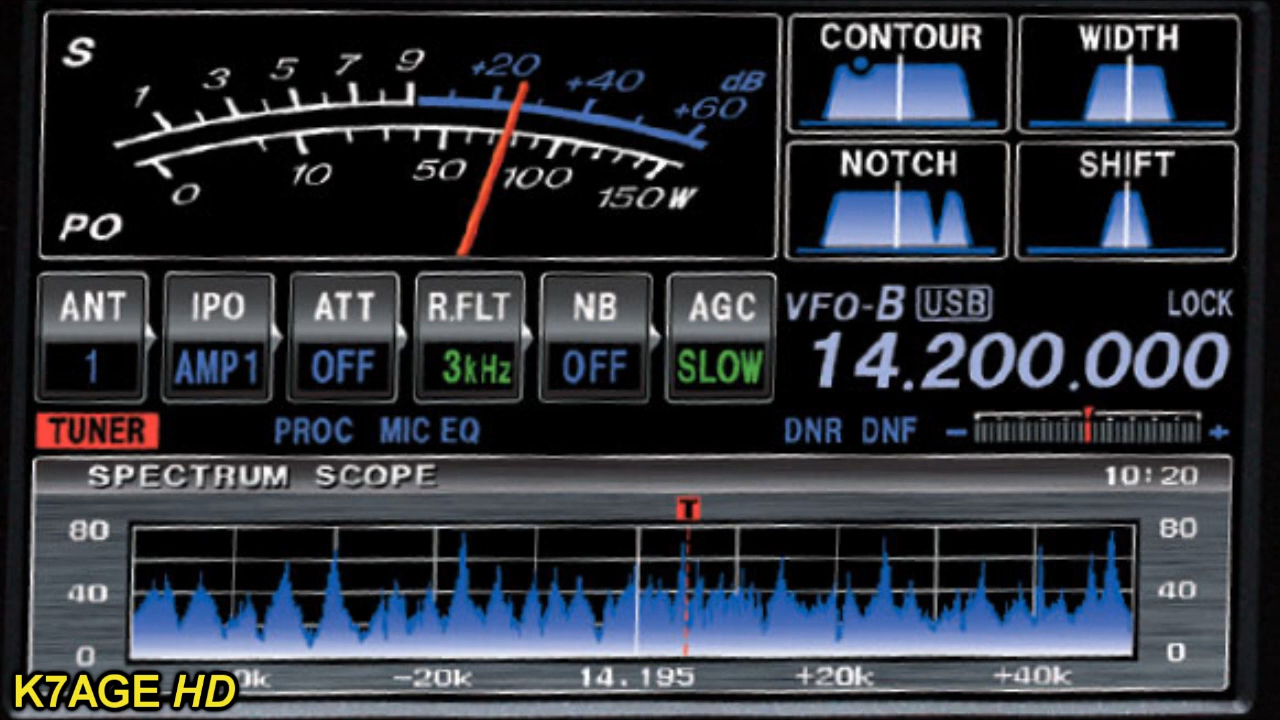 S
1 3 5 7 9 +20 +40 +60 dB
0 10 50 100 150 W
PO
CONTOUR WIDTH
NOTCH SHIFT
ANT IPO ATT R.FLT NB AGC
1 AMP1 OFF 3kHz OFF SLOW
VFO-B USB LOCK
14.200.000
TUNER PROC MIC EQ DNR DNF - +
SPECTRUM SCOPE 10:20
T
80 80
40 40
0 0
-20k 14.195 +20k +40k
K7AGE HD